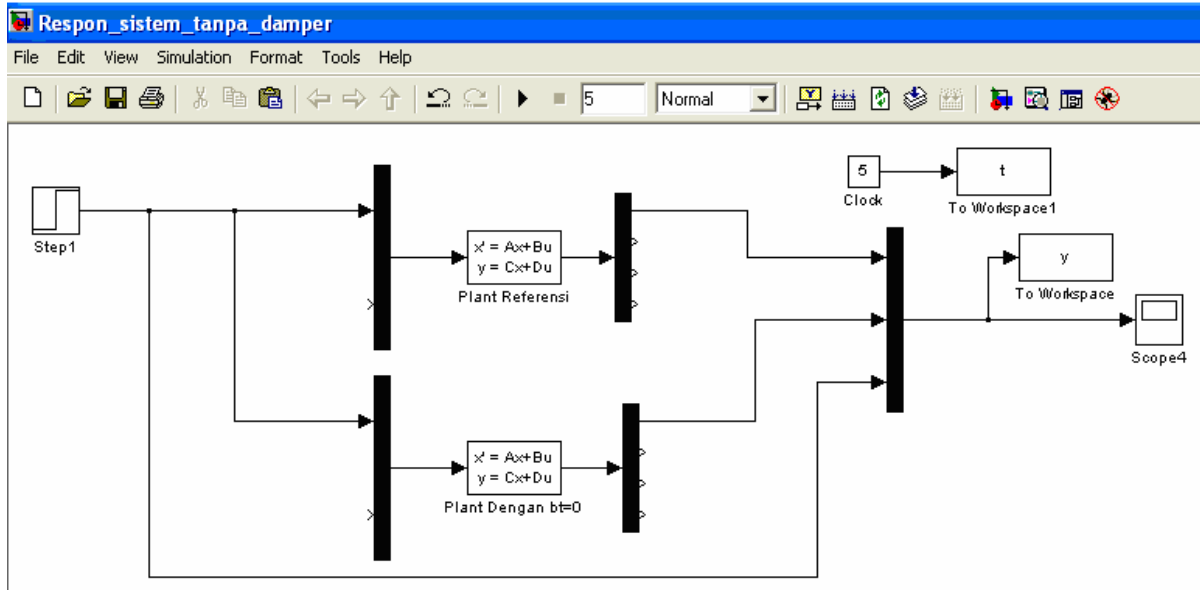 Respon_sistem_tanpa_damper
File Edit View Simulation Format Tools Help
5 Normal
Step1
x' = Ax+Bu
y = Cx+Du
Plant Referensi
5
Clock
t
To Workspace1
y
To Workspace
Scope4
x' = Ax+Bu
y = Cx+Du
Plant Dengan bt=0